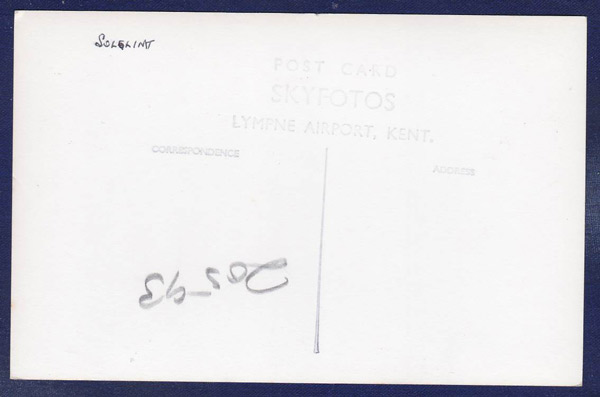 POST CARD
SKYFOTOS
LYMPNE AIRPORT, KENT.
CORRESPONDENCE
ADDRESS